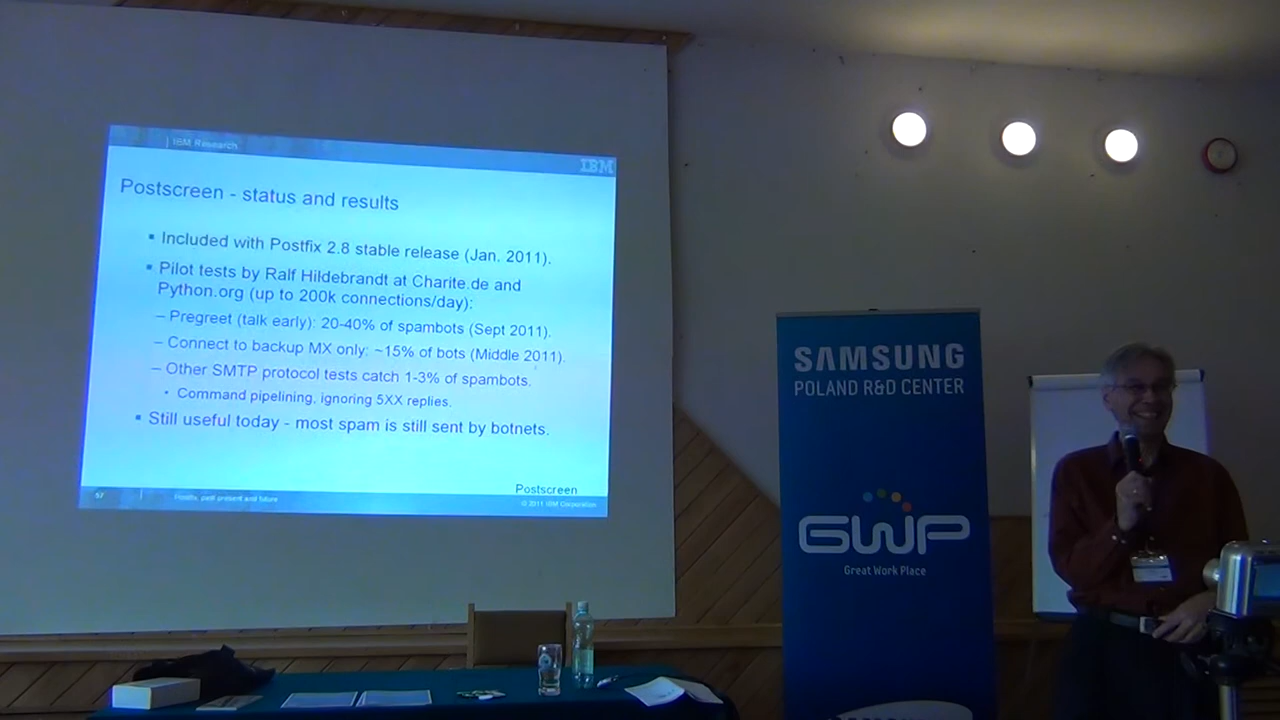 IBM Research
IBM
Postscreen - status and results
Included with Postfix 2.8 stable release (Jan. 2011).
Pilot tests by Ralf Hildebrandt at Charite.de and
Python.org (up to 200k connections/day):
– Pregreet (talk early): 20-40% of spambots (Sept 2011).
– Connect to backup MX only: ~15% of bots (Middle 2011).
– Other SMTP protocol tests catch 1-3% of spambots.
Command pipelining, ignoring 5XX replies.
Still useful today - most spam is still sent by botnets.
Postscreen
57
Postfix, past present and future
© 2011 IBM Corporation
SAMSUNG
POLAND R&D CENTER
GWP
Great Work Place